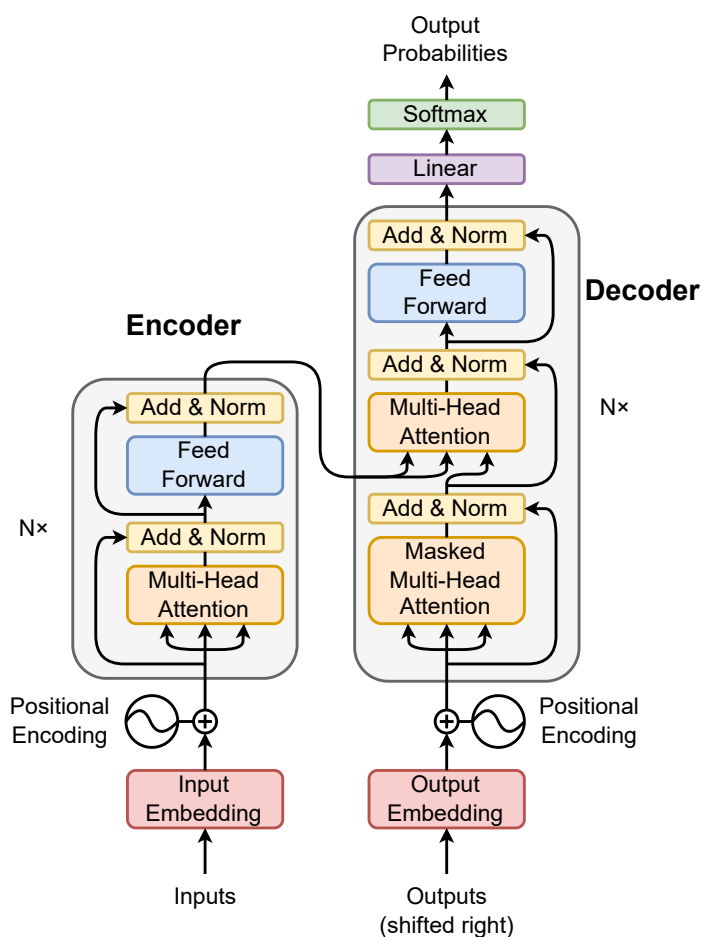 Output
Probabilities
Softmax
Linear
Add & Norm
Feed
Forward
Decoder
Encoder
Add & Norm
Multi-Head
Attention
N×
Add & Norm
Feed
Forward
Add & Norm
N×
Add & Norm
Masked
Multi-Head
Attention
Multi-Head
Attention
Positional
Encoding
Positional
Encoding
Input
Embedding
Output
Embedding
Inputs
Outputs
(shifted right)